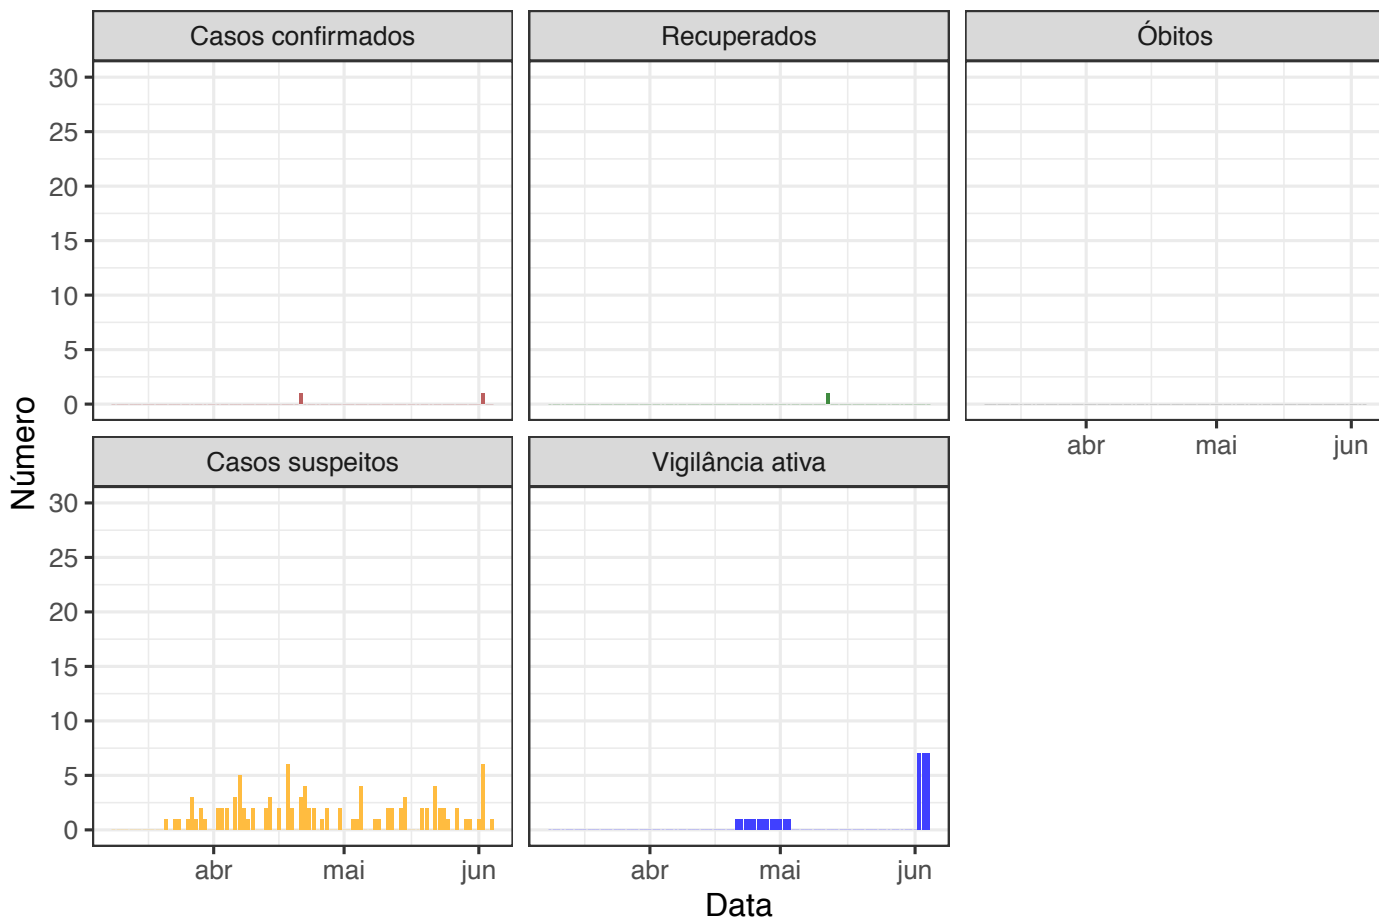 Casos confirmados
Recuperados
Óbitos
30
25
20
15
10
5
0
abr mai jun
Casos suspeitos
Vigilância ativa
30
25
20
15
10
5
0
abr mai jun
abr mai jun
Número
Data